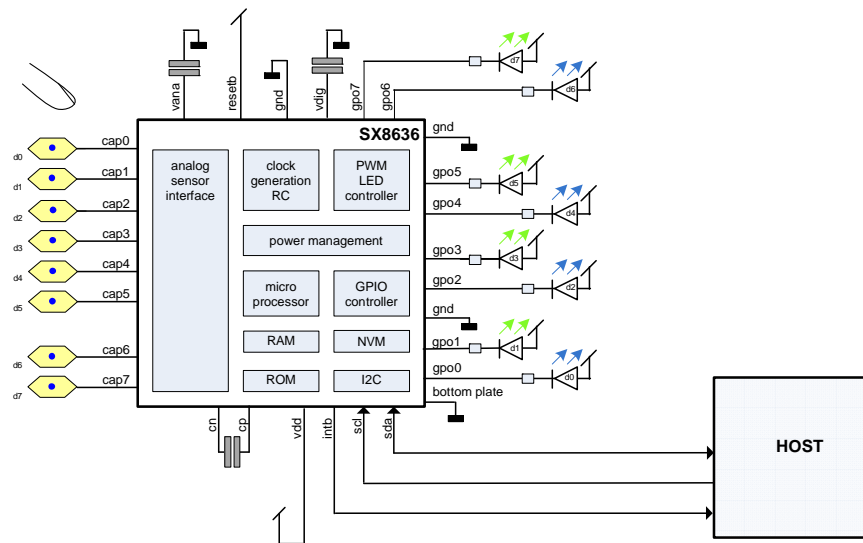 vana
resetb
gnd
vdig
gpo7
gpo6
d7
d6
SX8636
gnd
cap0
d0
cap1
d1
cap2
d2
cap3
d3
cap4
d4
cap5
d5
cap6
d6
cap7
d7
analog
sensor
interface
clock
generation
RC
PWM
LED
controller
power management
micro
processor
GPIO
controller
RAM
NVM
ROM
I2C
gpo5
d5
gpo4
d4
gpo3
d3
gpo2
d2
gnd
gpo1
d1
gpo0
d0
bottom plate
cn
cp
vdd
intb
scl
sda
HOST